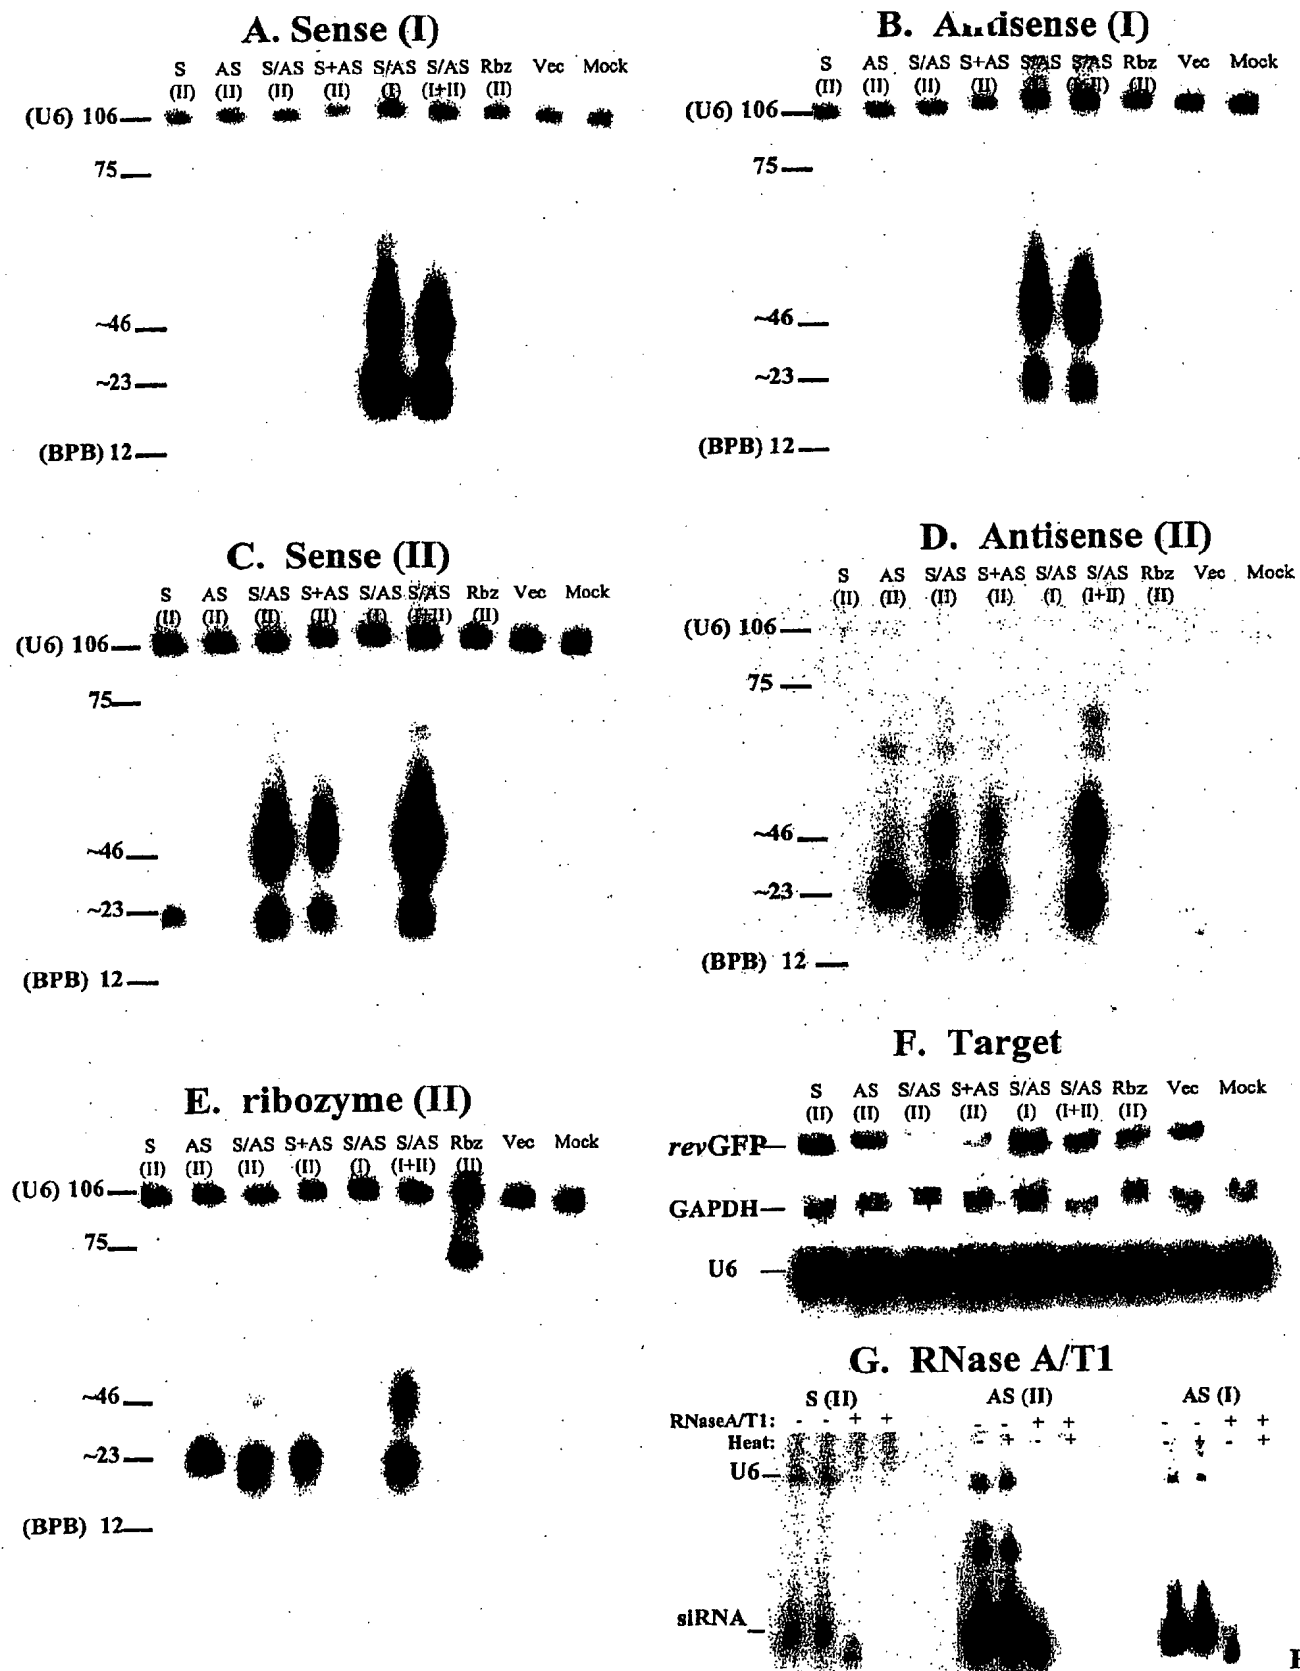 A. Sense (I)
S AS S/AS S+AS S/AS S/AS Rbz Vec Mock
(II) (II) (II) (II) (I) (I+II) (II)
(U6) 106
75
~46
~23
(BPB) 12
B. Antisense (I)
S AS S/AS S+AS S/AS S/AS Rbz Vec Mock
(II) (II) (II) (II) (II)
(U6) 106
75
~46
~23
(BPB) 12
C. Sense (II)
S AS S/AS S+AS S/AS S/AS Rbz Vec Mock
(II) (II) (II) (II) (I) (II)
(U6) 106
75
~46
~23
(BPB) 12
D. Antisense (II)
S AS S/AS S+AS S/AS S/AS Rbz Vec Mock
(II) (II) (II) (II) (I) (I+II) (II)
(U6) 106
75
~46
~23
(BPB) 12
E. ribozyme (II)
S AS S/AS S+AS S/AS S/AS Rbz Vec Mock
(II) (II) (II) (II) (I) (I+II) (II)
(U6) 106
75
~46
~23
(BPB) 12
F. Target
S AS S/AS S+AS S/AS S/AS Rbz Vec Mock
(II) (II) (II) (II) (I) (I+II) (II)
revGFP
GAPDH
U6
G. RNase A/T1
S (II) AS (II) AS (I)
RNaseA/T1: - - + + - - + + - - + +
Heat: - + - + - + - +
U6
siRNA